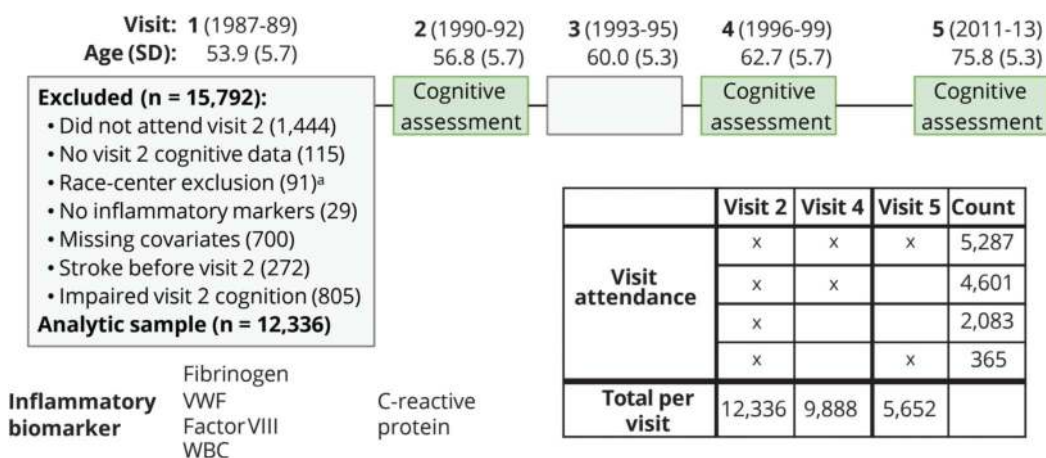 Visit: 1 (1987-89) 2 (1990-92) 3 (1993-95) 4 (1996-99) 5 (2011-13)
Age (SD): 53.9 (5.7) 56.8 (5.7) 60.0 (5.3) 62.7 (5.7) 75.8 (5.3)
Excluded (n = 15,792):
• Did not attend visit 2 (1,444)
• No visit 2 cognitive data (115)
• Race-center exclusion (91)ᵃ
• No inflammatory markers (29)
• Missing covariates (700)
• Stroke before visit 2 (272)
• Impaired visit 2 cognition (805)
Analytic sample (n = 12,336)
Cognitive
assessment
Cognitive
assessment
Cognitive
assessment
Visit 2 Visit 4 Visit 5 Count
Visit
attendance
x x x 5,287
x x 4,601
x 2,083
x x 365
Total per
visit
12,336 9,888 5,652
Inflammatory
biomarker
Fibrinogen
VWF
Factor VIII
WBC
C-reactive
protein